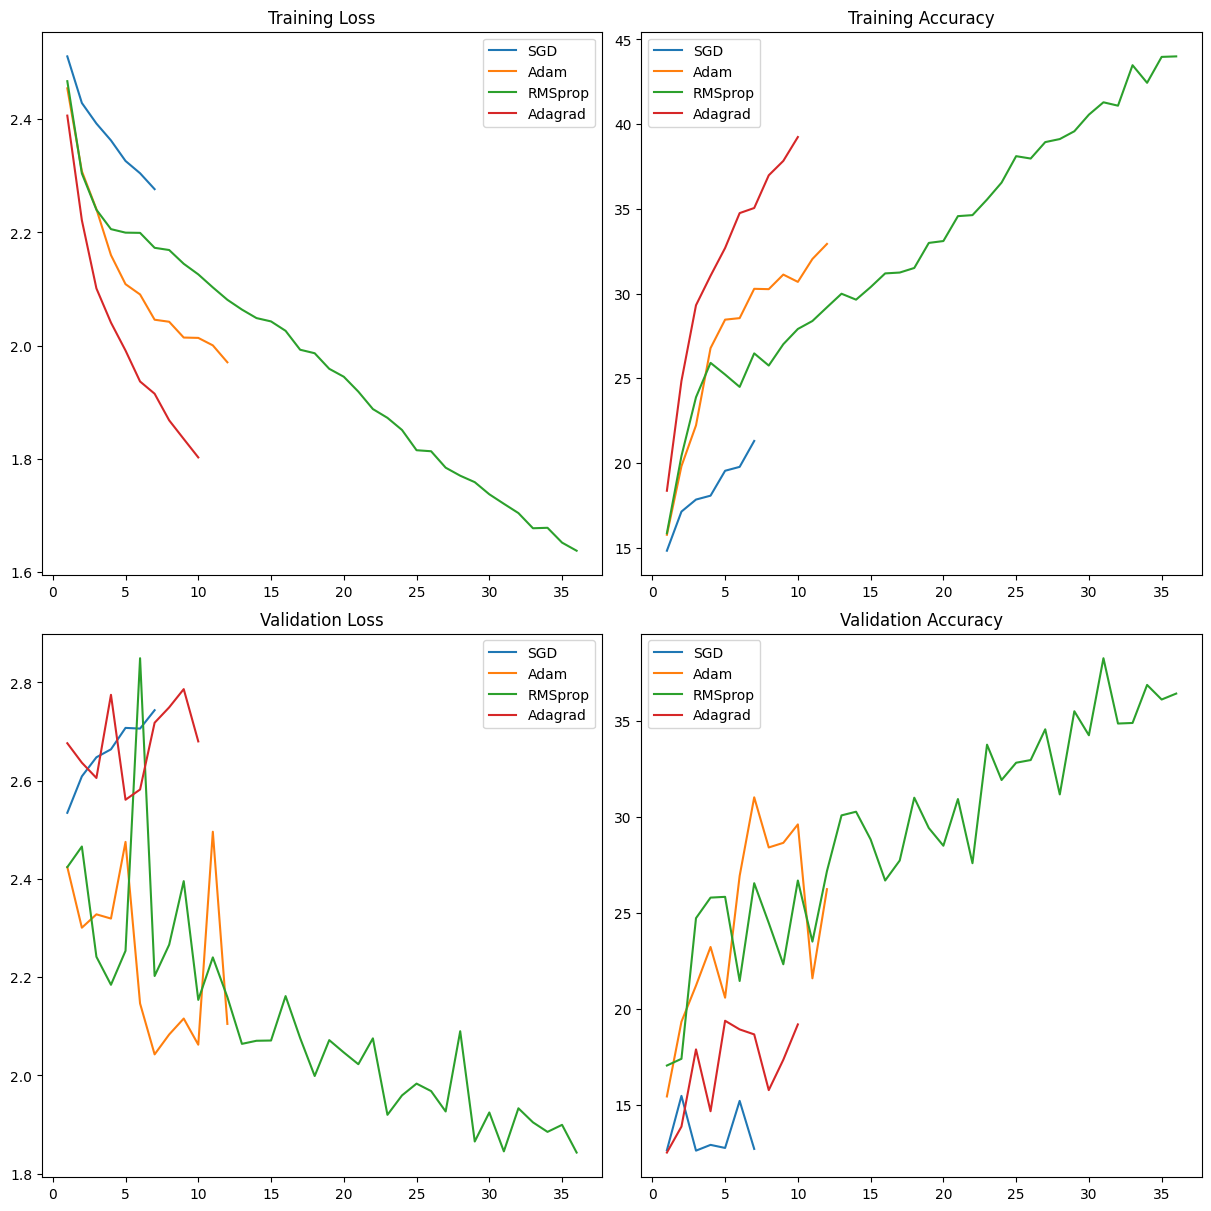 Training Loss
2.4
2.2
2.0
1.8
1.6
0 5 10 15 20 25 30 35
SGD
Adam
RMSprop
Adagrad
Training Accuracy
45
40
35
30
25
20
15
0 5 10 15 20 25 30 35
SGD
Adam
RMSprop
Adagrad
Validation Loss
2.8
2.6
2.4
2.2
2.0
1.8
0 5 10 15 20 25 30 35
SGD
Adam
RMSprop
Adagrad
Validation Accuracy
35
30
25
20
15
0 5 10 15 20 25 30 35
SGD
Adam
RMSprop
Adagrad